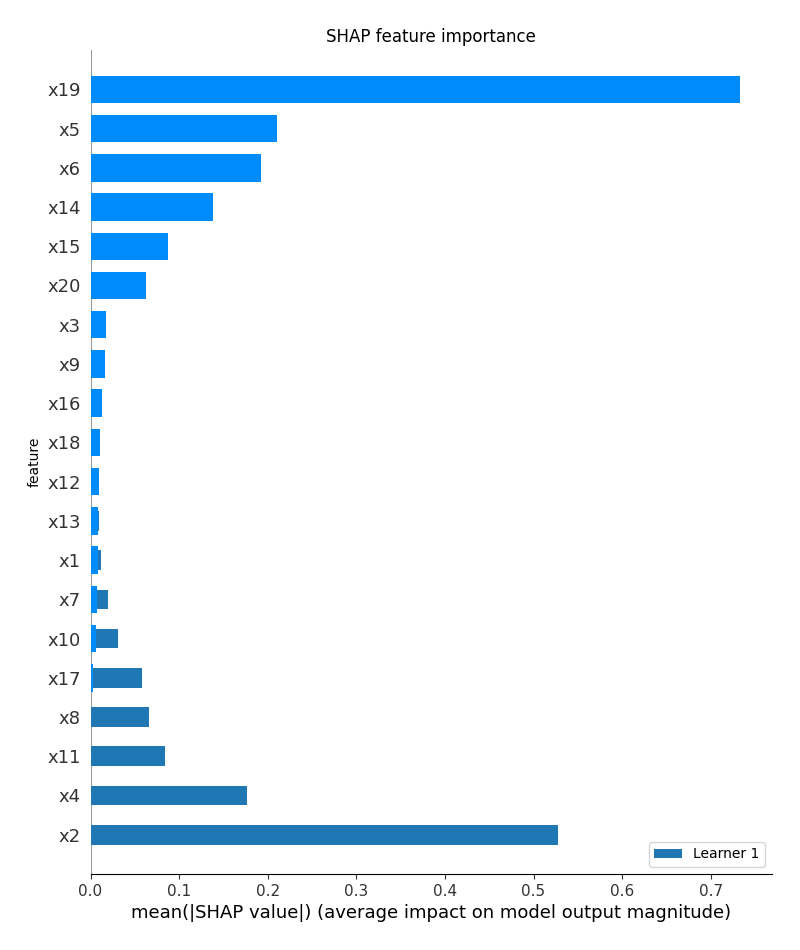 SHAP feature importance
x19
x5
x6
x14
x15
x20
x3
x9
x16
x18
x12
x13
x1
x7
x10
x17
x8
x11
x4
x2
feature
Learner 1
0.0 0.1 0.2 0.3 0.4 0.5 0.6 0.7
mean(|SHAP value|) (average impact on model output magnitude)